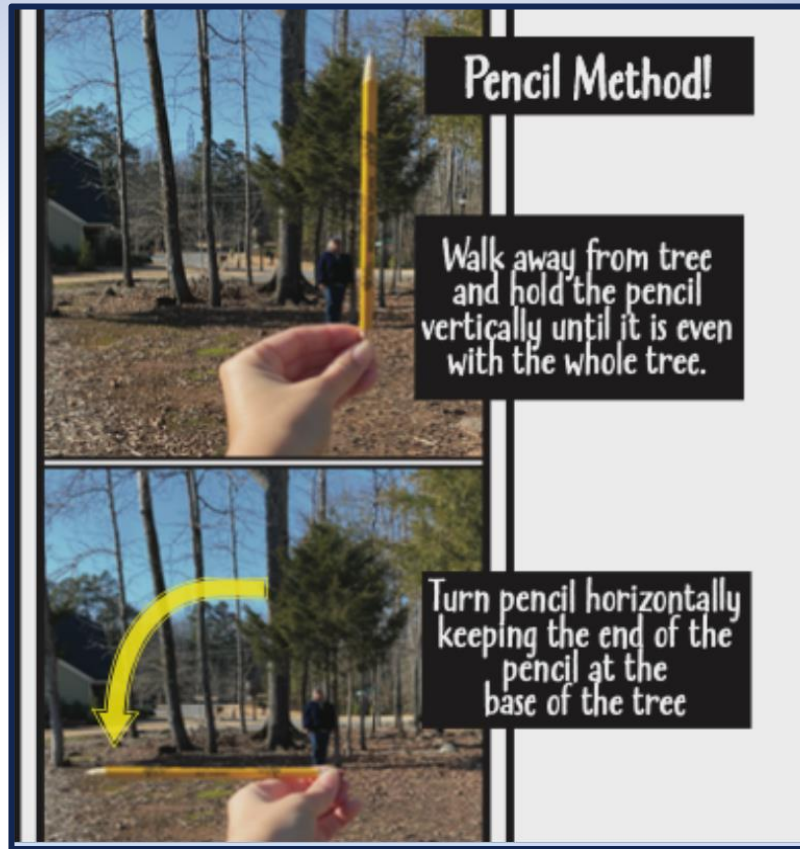 Pencil Method!
Walk away from tree
and hold the pencil
vertically until it is even
with the whole tree.
Turn pencil horizontally
keeping the end of the
pencil at the
base of the tree